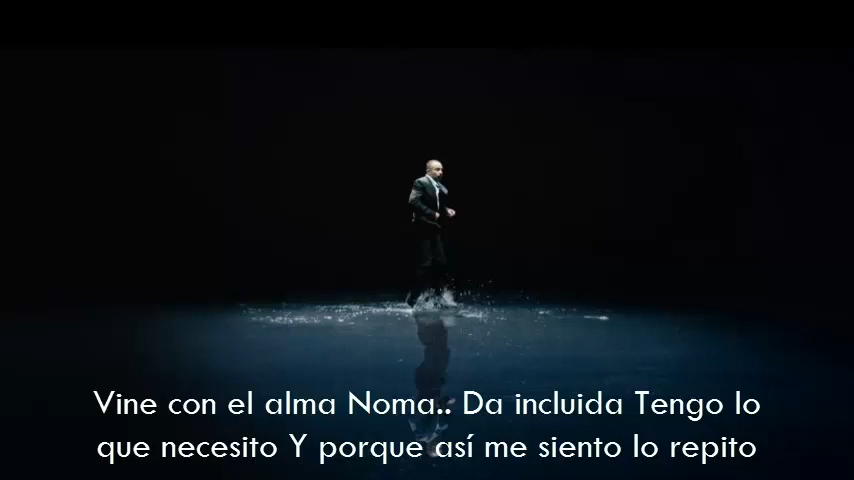 Vine con el alma Noma.. Da incluida Tengo lo
que necesito Y porque así me siento lo repito